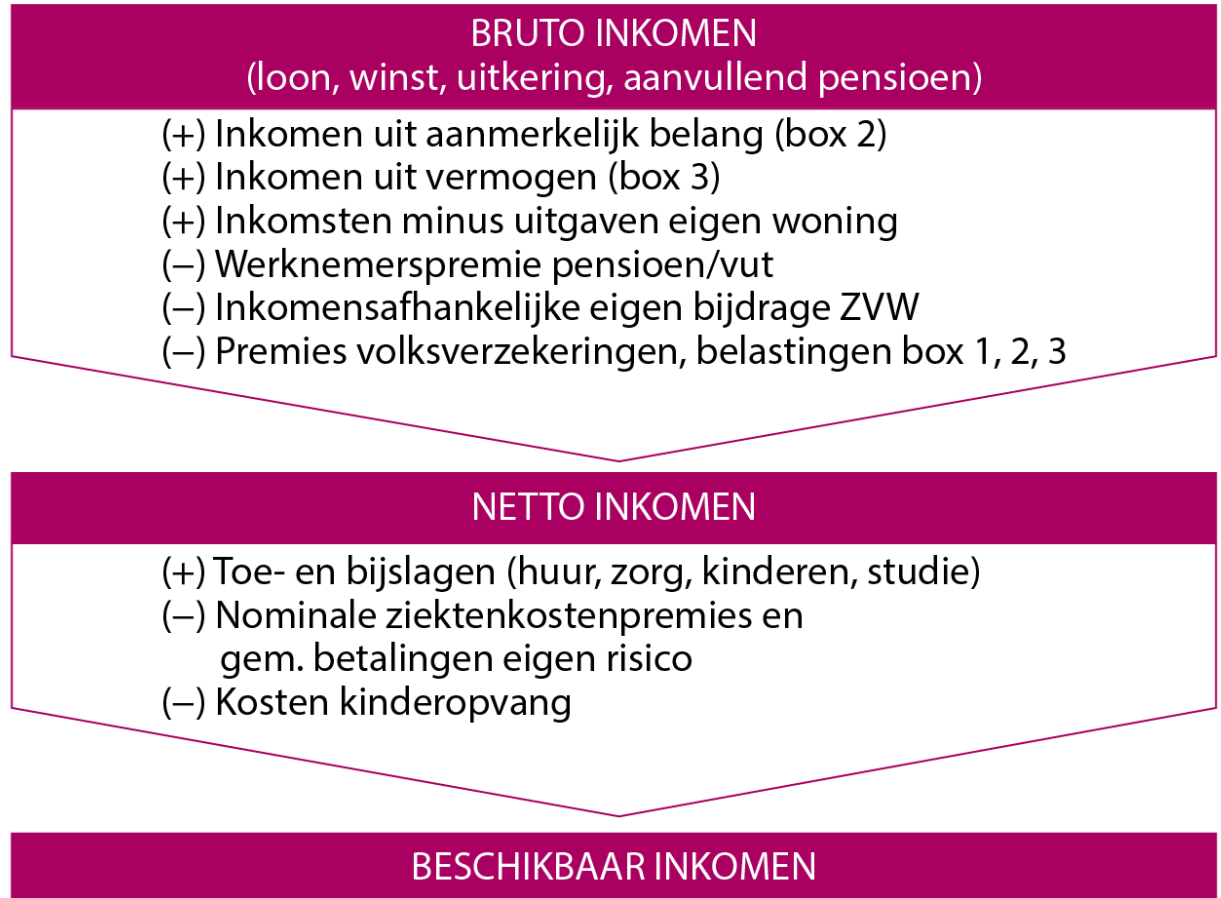 BRUTO INKOMEN
(loon, winst, uitkering, aanvullend pensioen)
(+) Inkomen uit aanmerkelijk belang (box 2)
(+) Inkomen uit vermogen (box 3)
(+) Inkomsten minus uitgaven eigen woning
(–) Werknemerspremie pensioen/vut
(–) Inkomensafhankelijke eigen bijdrage ZVW
(–) Premies volksverzekeringen, belastingen box 1, 2, 3
NETTO INKOMEN
(+) Toe- en bijslagen (huur, zorg, kinderen, studie)
(–) Nominale ziektenkostenpremies en
gem. betalingen eigen risico
(–) Kosten kinderopvang
BESCHIKBAAR INKOMEN